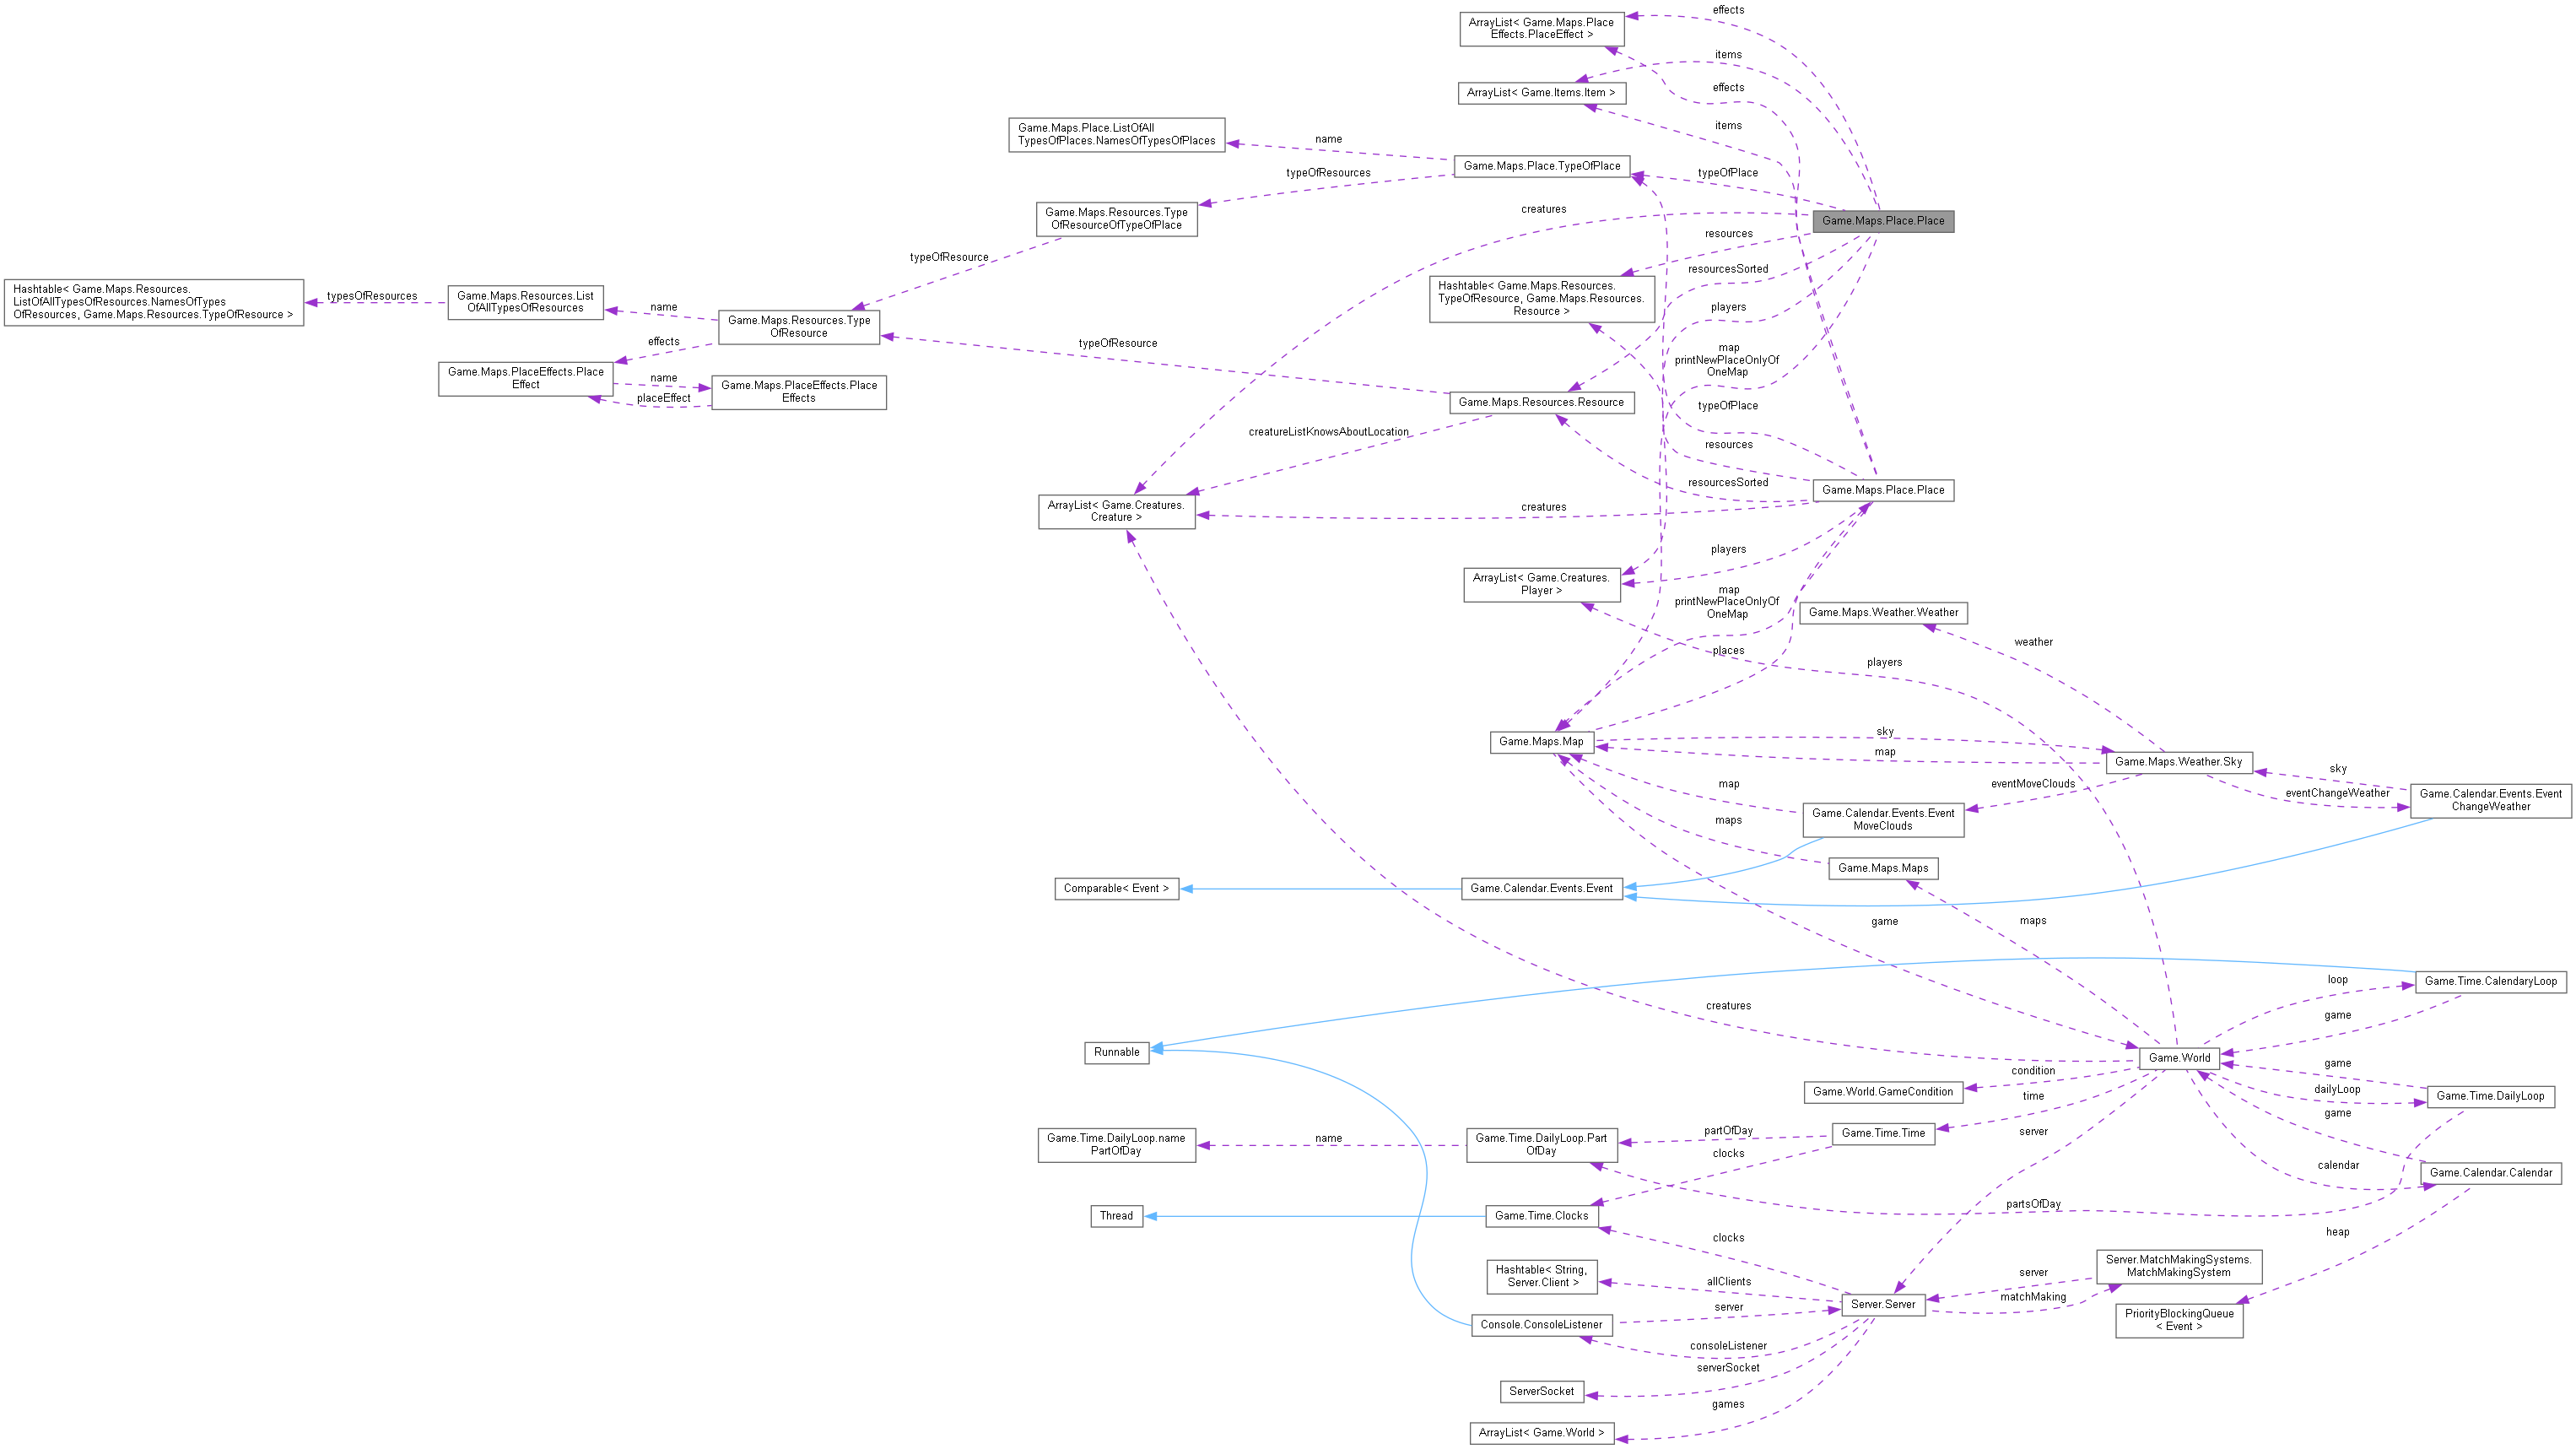 effects
ArrayList< Game.Maps.Place
Effects.PlaceEffect >
items
ArrayList< Game.Items.Item >
effects
items
Game.Maps.Place.ListOfAll
TypesOfPlaces.NamesOfTypesOfPlaces
name
Game.Maps.Place.TypeOfPlace
typeOfResources
typeOfPlace
Game.Maps.Resources.Type
OfResourceOfTypeOfPlace
creatures
Game.Maps.Place.Place
resources
typeOfResource
resourcesSorted
Hashtable< Game.Maps.Resources.
ListOfAllTypesOfResources.NamesOfTypes
OfResources, Game.Maps.Resources.TypeOfResource >
typesOfResources
Game.Maps.Resources.List
OfAllTypesOfResources
name
Game.Maps.Resources.Type
OfResource
Hashtable< Game.Maps.Resources.
TypeOfResource, Game.Maps.Resources.
Resource >
players
effects
typeOfResource
map
printNewPlaceOnlyOf
OneMap
Game.Maps.PlaceEffects.Place
Effect
name
placeEffect
Game.Maps.PlaceEffects.Place
Effects
Game.Maps.Resources.Resource
typeOfPlace
creatureListKnowsAboutLocation
resources
resourcesSorted
Game.Maps.Place.Place
ArrayList< Game.Creatures.
Creature >
creatures
players
ArrayList< Game.Creatures.
Player >
map
printNewPlaceOnlyOf
OneMap
Game.Maps.Weather.Weather
weather
places
players
Game.Maps.Map
sky
map
Game.Maps.Weather.Sky
sky
eventMoveClouds
eventChangeWeather
Game.Calendar.Events.Event
ChangeWeather
map
Game.Calendar.Events.Event
MoveClouds
maps
Game.Maps.Maps
Comparable< Event >
Game.Calendar.Events.Event
game
maps
loop
Game.Time.CalendaryLoop
creatures
game
Runnable
Game.World
game
condition
dailyLoop
Game.World.GameCondition
Game.Time.DailyLoop
time
game
Game.Time.DailyLoop.name
PartOfDay
name
Game.Time.DailyLoop.Part
OfDay
partOfDay
Game.Time.Time
server
clocks
calendar
Game.Calendar.Calendar
partsOfDay
Thread
Game.Time.Clocks
clocks
heap
Hashtable< String,
Server.Client >
allClients
server
Server.MatchMakingSystems.
MatchMakingSystem
matchMaking
server
Server.Server
Console.ConsoleListener
PriorityBlockingQueue
< Event >
consoleListener
serverSocket
ServerSocket
games
ArrayList< Game.World >